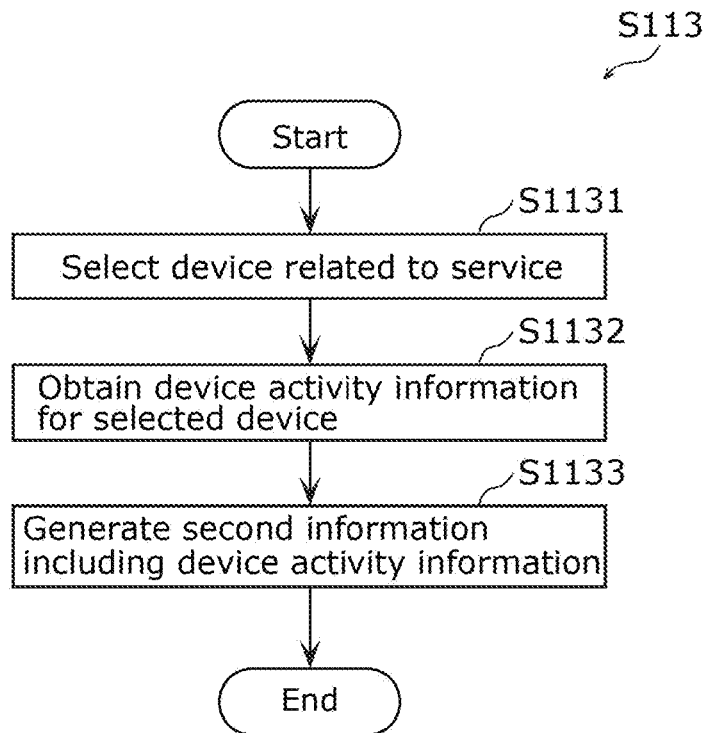 S113
Start
S1131
Select device related to service
S1132
Obtain device activity information
for selected device
S1133
Generate second information
including device activity information
End